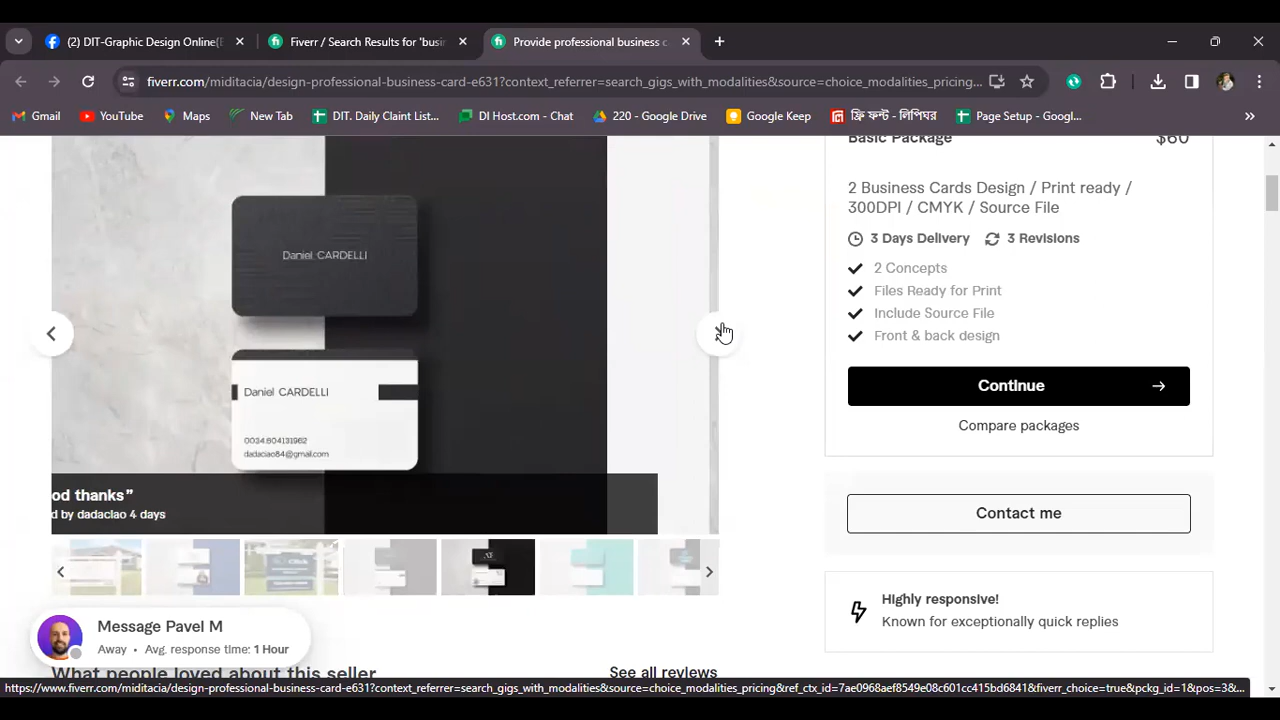 (2) DIT-Graphic Design Online(
Fiverr / Search Results for 'busin
Provide professional business c
fiverr.com/miditacia/design-professional-business-card-e631?context_referrer=search_gigs_with_modalities&source=choice_modalities_pricing...
Gmail
YouTube
Maps
New Tab
DIT. Daily Claint List...
DI Host.com - Chat
220 - Google Drive
Google Keep
ফ্রি ফন্ট – লিপিঘর
Page Setup - Googl...
Basic Package
$60
2 Business Cards Design / Print ready /
300DPI / CMYK / Source File
3 Days Delivery
3 Revisions
2 Concepts
Files Ready for Print
Include Source File
Front & back design
Continue
Compare packages
Contact me
Highly responsive!
Known for exceptionally quick replies
Daniel CARDELLI
Daniel CARDELLI
0034.604131962
dadaciao84@gmail.com
od thanks"
d by dadaciao 4 days
Message Pavel M
Away • Avg. response time: 1 Hour
What people loved about this seller
See all reviews
https://www.fiverr.com/miditacia/design-professional-business-card-e631?context_referrer=search_gigs_with_modalities&source=choice_modalities_pricing&ref_ctx_id=7ae0968aef8549e08c601cc415bd6841&fiverr_choice=true&pckg_id=1&pos=3&...